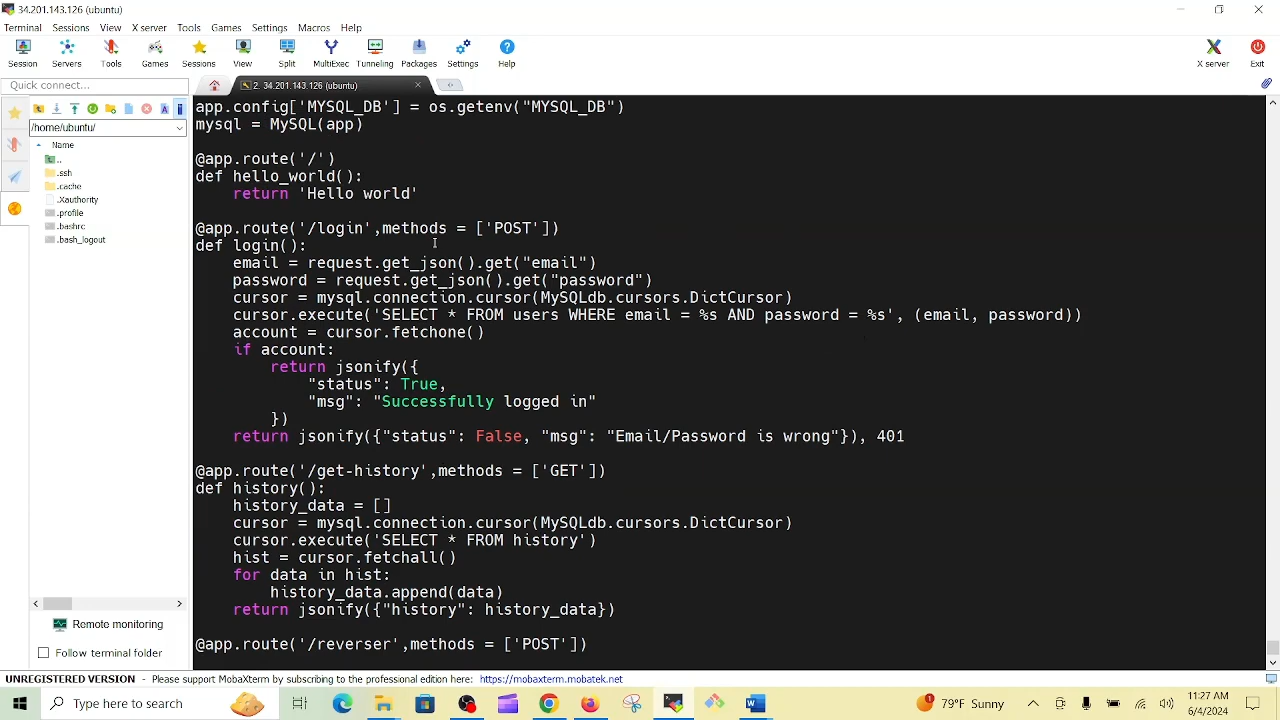 34.201.143.126 (ubuntu)
Terminal Sessions View X server Tools Games Settings Macros Help
Session Servers Tools Games Sessions View Split MultiExec Tunneling Packages Settings Help X server Exit
Quick connect...
2. 34.201.143.126 (ubuntu)
/home/ubuntu/
Name
..
.ssh
.cache
.Xauthority
.profile
.bashrc
.bash_logout
Remote monitoring
Follow terminal folder
app.config['MYSQL_DB'] = os.getenv("MYSQL_DB")
mysql = MySQL(app)
@app.route('/')
def hello_world():
    return 'Hello world'
@app.route('/login',methods = ['POST'])
def login():
    email = request.get_json().get("email")
    password = request.get_json().get("password")
    cursor = mysql.connection.cursor(MySQLdb.cursors.DictCursor)
    cursor.execute('SELECT * FROM users WHERE email = %s AND password = %s', (email, password))
    account = cursor.fetchone()
    if account:
        return jsonify({
            "status": True,
            "msg": "Successfully logged in"
        })
    return jsonify({"status": False, "msg": "Email/Password is wrong"}), 401
@app.route('/get-history',methods = ['GET'])
def history():
    history_data = []
    cursor = mysql.connection.cursor(MySQLdb.cursors.DictCursor)
    cursor.execute('SELECT * FROM history')
    hist = cursor.fetchall()
    for data in hist:
        history_data.append(data)
    return jsonify({"history": history_data})
@app.route('/reverser',methods = ['POST'])
UNREGISTERED VERSION - Please support MobaXterm by subscribing to the professional edition here: https://mobaxterm.mobatek.net
Type here to search
1
79°F Sunny
11:27 AM
6/4/2024